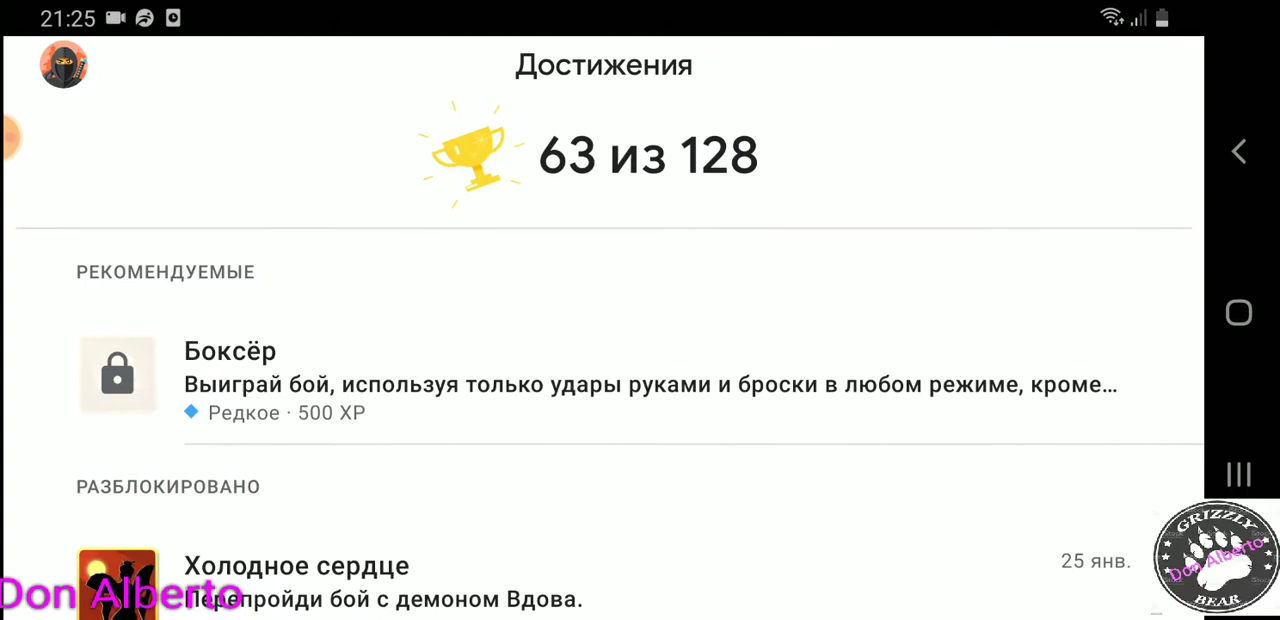 21:25
Достижения
63 из 128
РЕКОМЕНДУЕМЫЕ
Боксёр
Выиграй бой, используя только удары руками и броски в любом режиме, кроме…
Редкое · 500 XP
РАЗБЛОКИРОВАНО
Холодное сердце
25 янв.
Перепройди бой с демоном Вдова.
Don Alberto
GRIZZLY
Don Alberto
BEAR